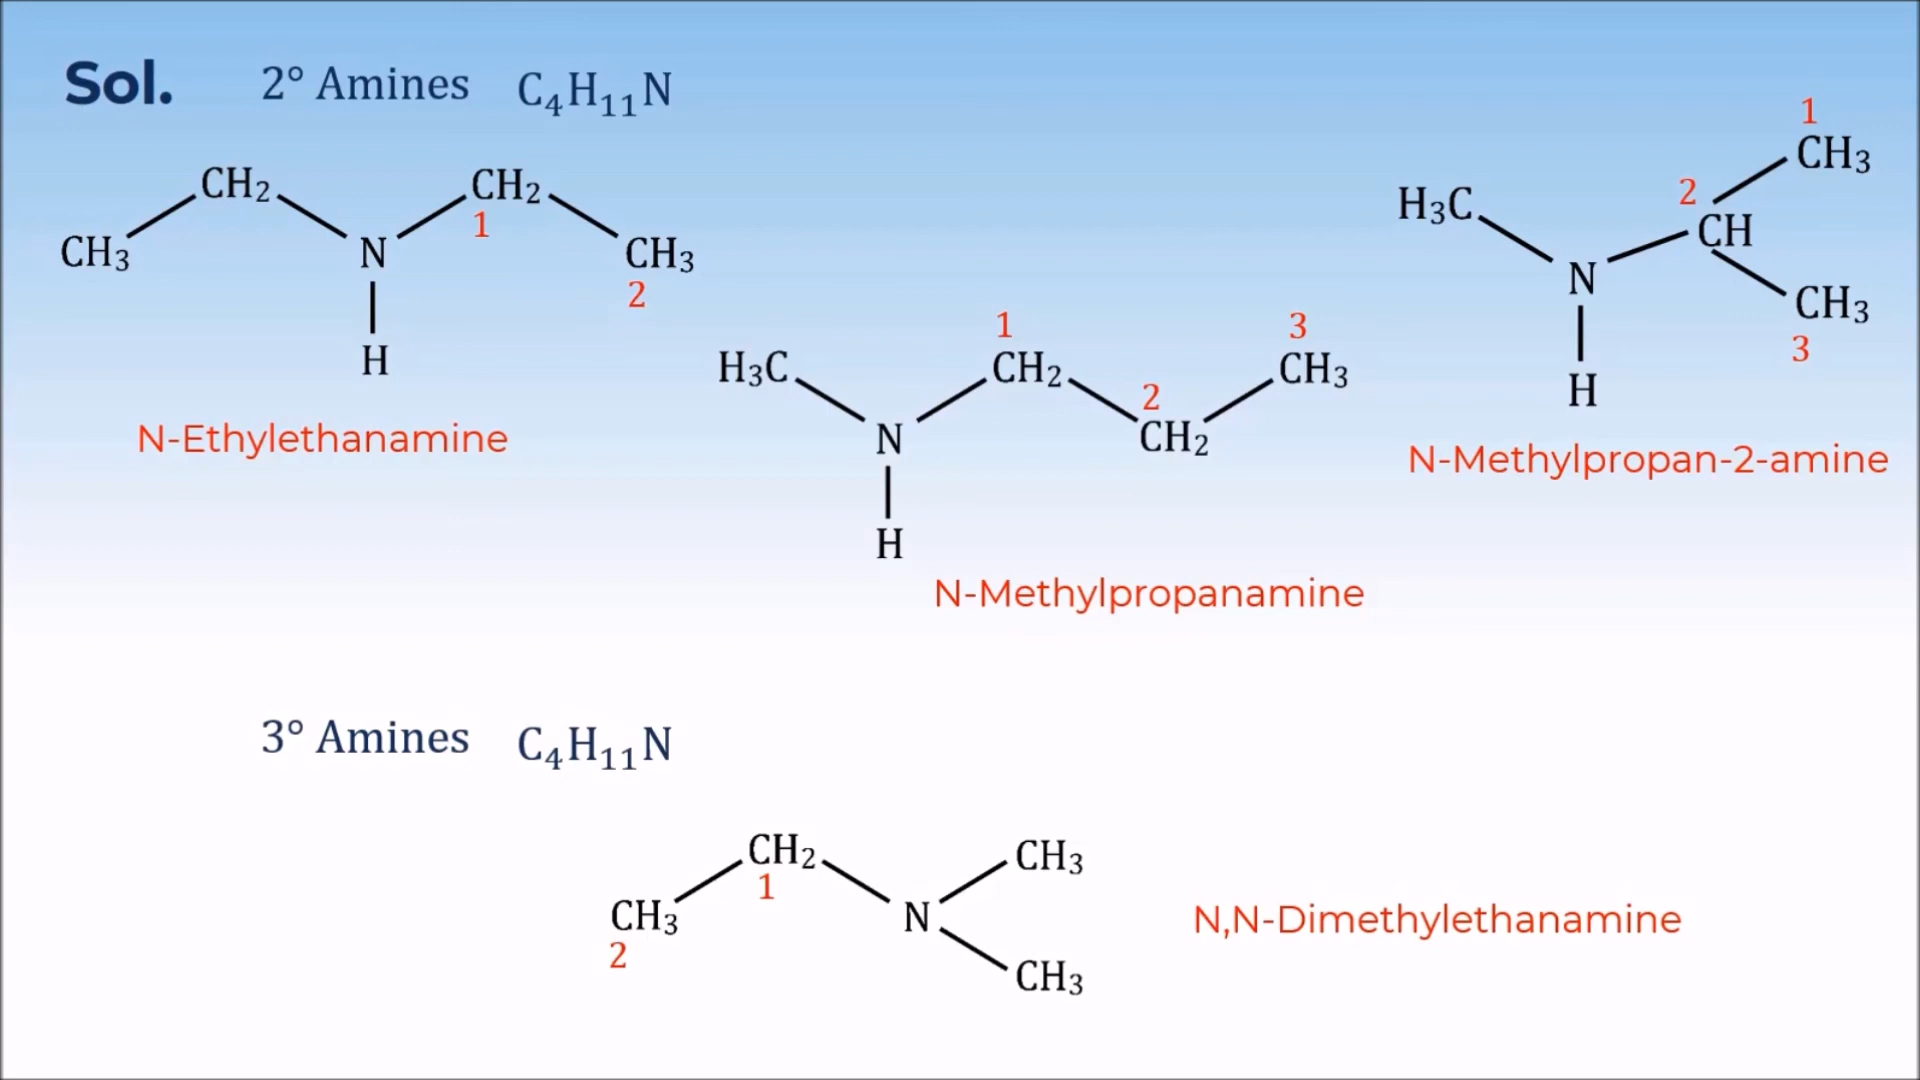 Sol. 2° Amines C₄H₁₁N
CH₃ CH₂ N H CH₂ 1 CH₃ 2
N-Ethylethanamine
H₃C N H 1 CH₂ 2 CH₂ 3 CH₃
N-Methylpropanamine
H₃C N H 2 CH 1 CH₃ CH₃ 3
N-Methylpropan-2-amine
3° Amines C₄H₁₁N
CH₃ 2 CH₂ 1 N CH₃ CH₃
N,N-Dimethylethanamine